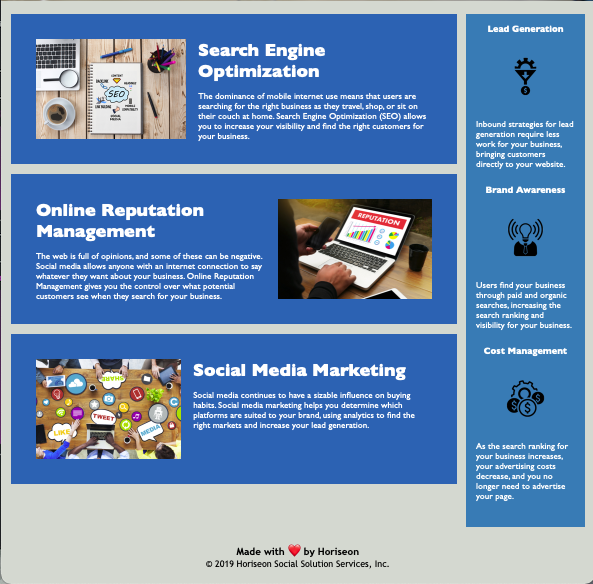 Search Engine
Optimization
The dominance of mobile internet use means that users are
searching for the right business as they travel, shop, or sit on
their couch at home. Search Engine Optimization (SEO) allows
you to increase your visibility and find the right customers for
your business.
SEO
Online Reputation
Management
The web is full of opinions, and some of these can be negative.
Social media allows anyone with an internet connection to say
whatever they want about your business. Online Reputation
Management gives you the control over what potential
customers see when they search for your business.
REPUTATION
Social Media Marketing
Social media continues to have a sizable influence on buying
habits. Social media marketing helps you determine which
platforms are suited to your brand, using analytics to find the
right markets and increase your lead generation.
SHARE
TWEET
LIKE
MEDIA
Lead Generation
Inbound strategies for lead
generation require less
work for your business,
bringing customers
directly to your website.
Brand Awareness
Users find your business
through paid and organic
searches, increasing the
search ranking and
visibility for your business.
Cost Management
As the search ranking for
your business increases,
your advertising costs
decrease, and you no
longer need to advertise
your page.
Made with ❤️ by Horiseon
© 2019 Horiseon Social Solution Services, Inc.